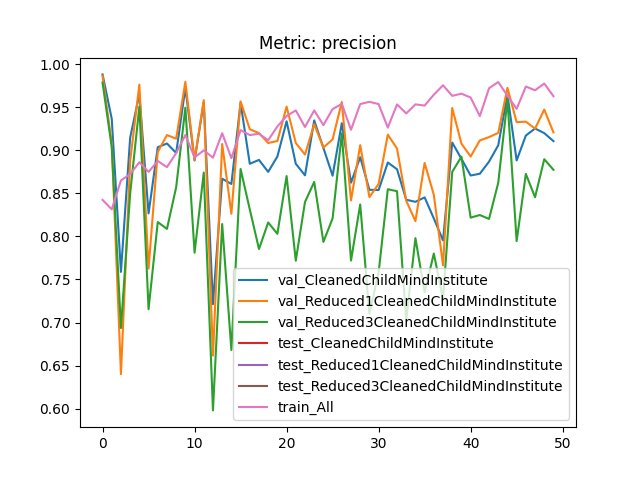 Metric: precision
1.00
0.95
0.90
0.85
0.80
0.75
0.70
0.65
0.60
val_CleanedChildMindInstitute
val_Reduced1CleanedChildMindInstitute
val_Reduced3CleanedChildMindInstitute
test_CleanedChildMindInstitute
test_Reduced1CleanedChildMindInstitute
test_Reduced3CleanedChildMindInstitute
train_All
0 10 20 30 40 50